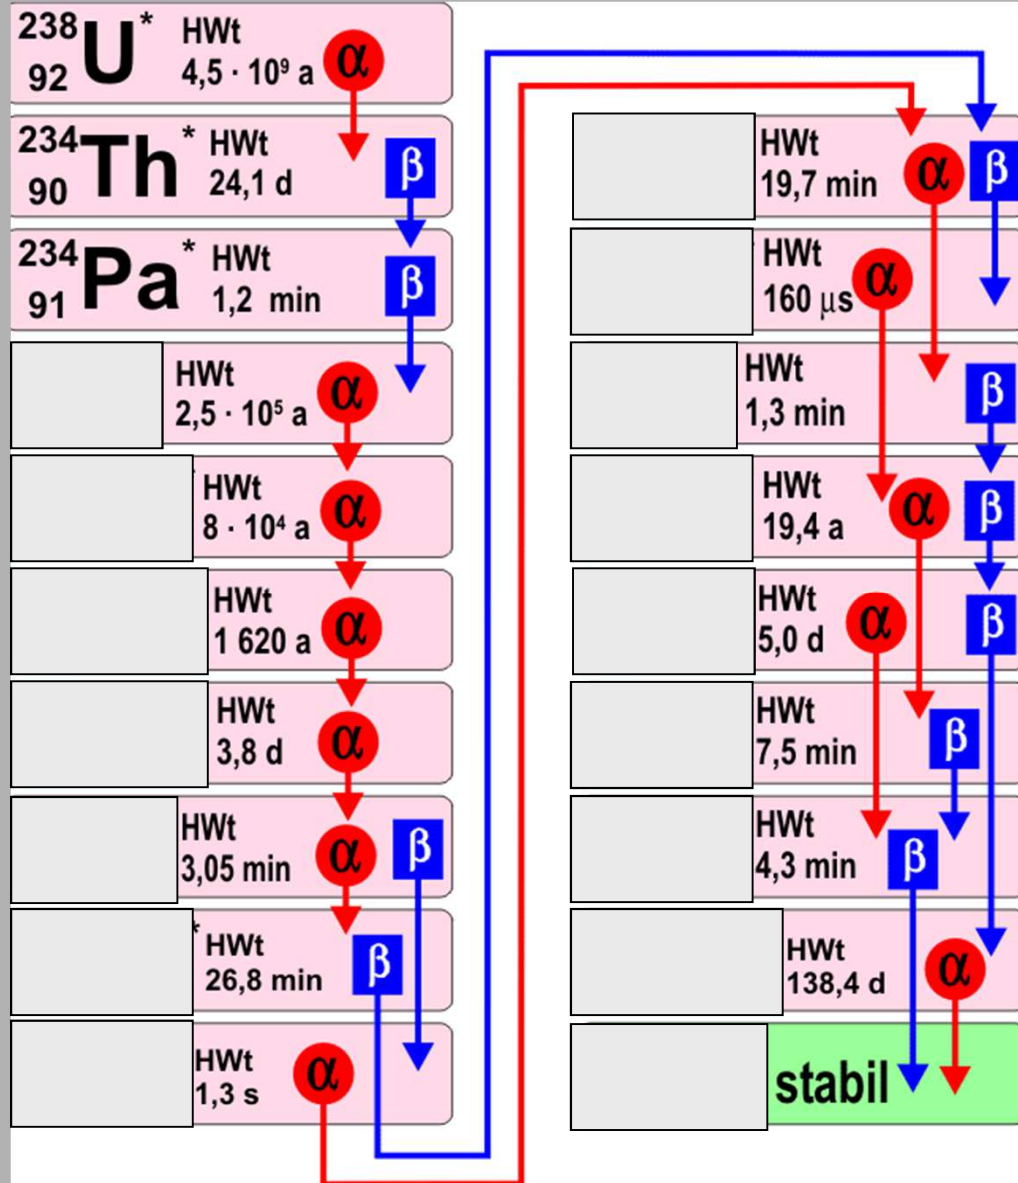 238
92 U* HWt
4,5 · 10⁹ a α
234
90 Th* HWt
24,1 d β
234
91 Pa* HWt
1,2 min β
HWt
2,5 · 10⁵ a α
HWt
8 · 10⁴ a α
HWt
1 620 a α
HWt
3,8 d α
HWt
3,05 min α β
* HWt
26,8 min β
HWt
1,3 s α
HWt
19,7 min α β
HWt
160 μs α
HWt
1,3 min β
HWt
19,4 a α β
HWt
5,0 d α β
HWt
7,5 min β
HWt
4,3 min β
HWt
138,4 d α
stabil